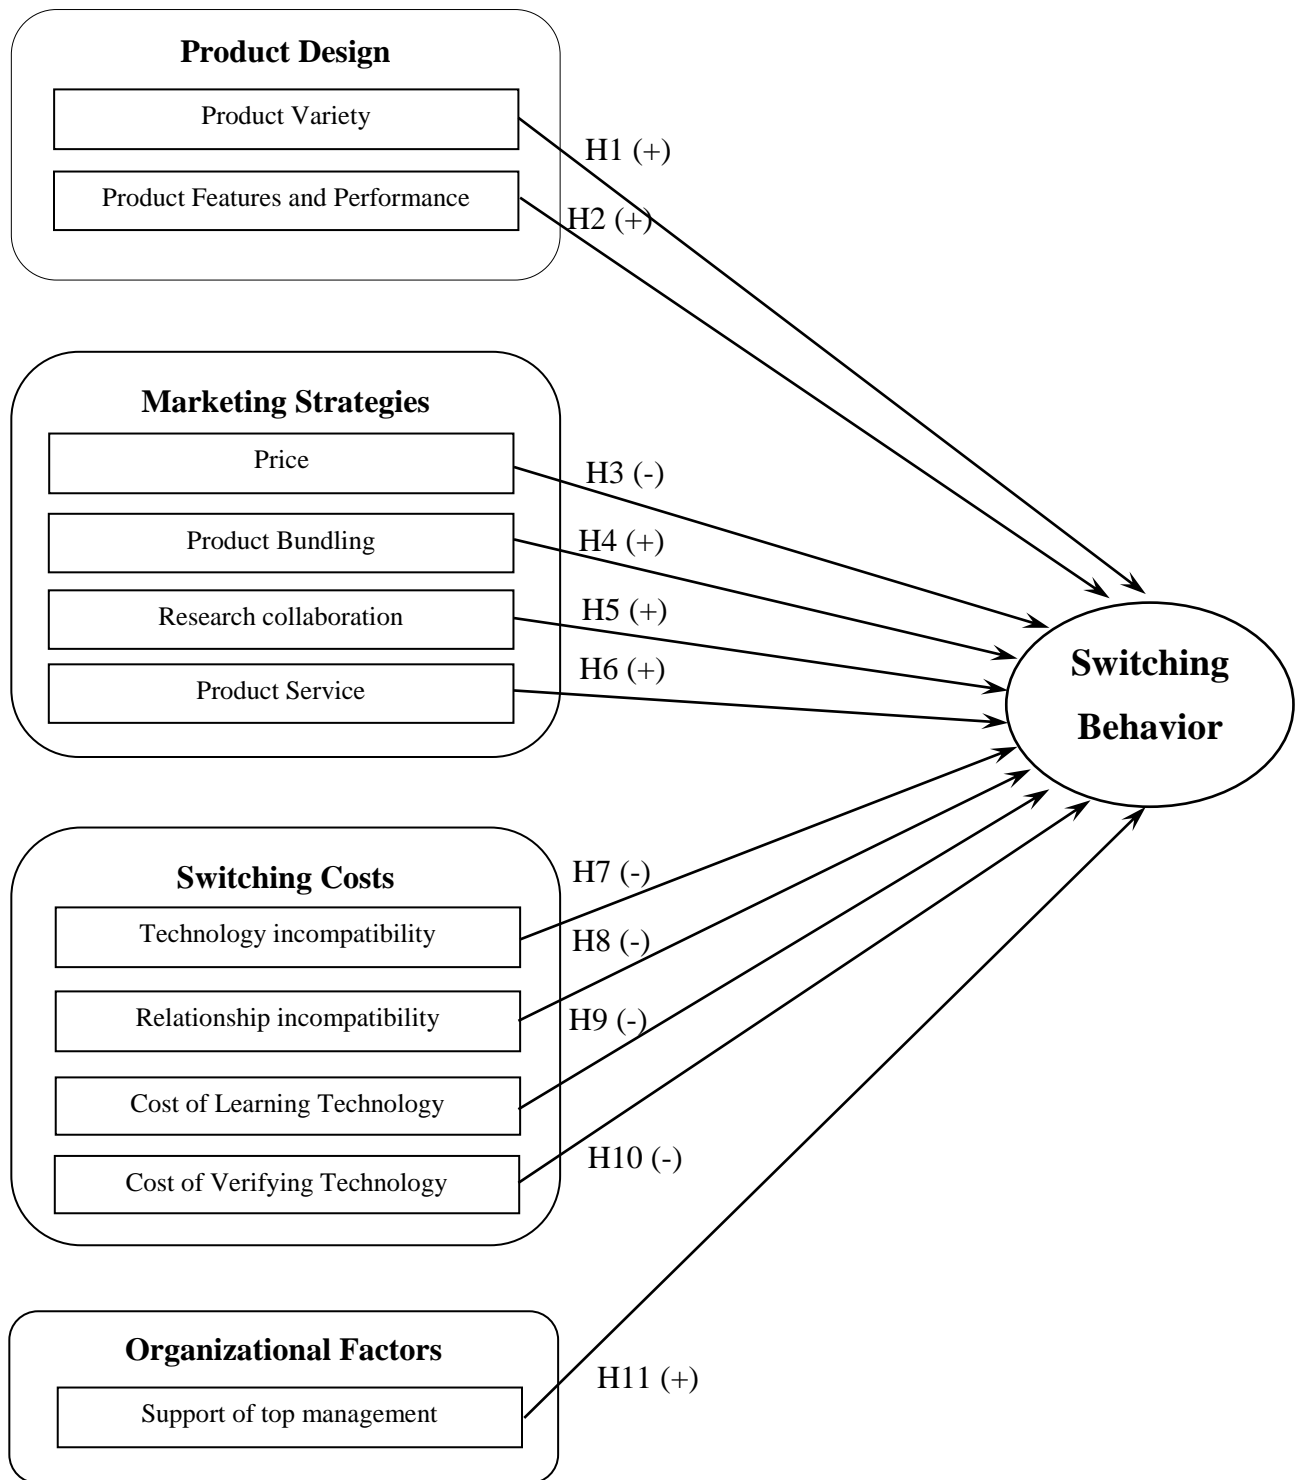 Product Design
Product Variety
H1 (+)
Product Features and Performance
H2 (+)
Marketing Strategies
Price
H3 (-)
Product Bundling
H4 (+)
Research collaboration
H5 (+)
Product Service
H6 (+)
Switching
Behavior
Switching Costs
Technology incompatibility
H7 (-)
Relationship incompatibility
H8 (-)
Cost of Learning Technology
H9 (-)
Cost of Verifying Technology
H10 (-)
Organizational Factors
Support of top management
H11 (+)